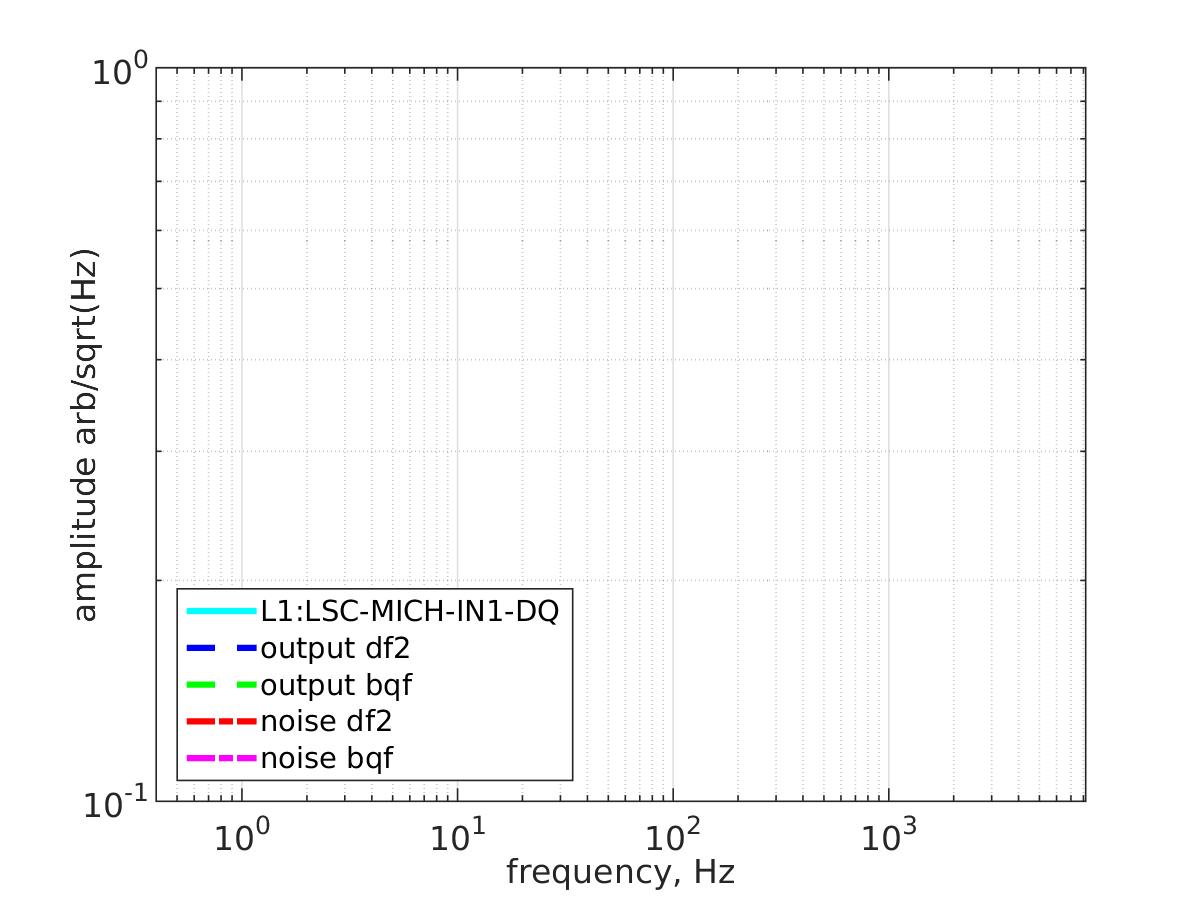 10^0
amplitude arb/sqrt(Hz)
L1:LSC-MICH-IN1-DQ
output df2
output bqf
noise df2
noise bqf
10^-1
10^0 10^1 10^2 10^3
frequency, Hz